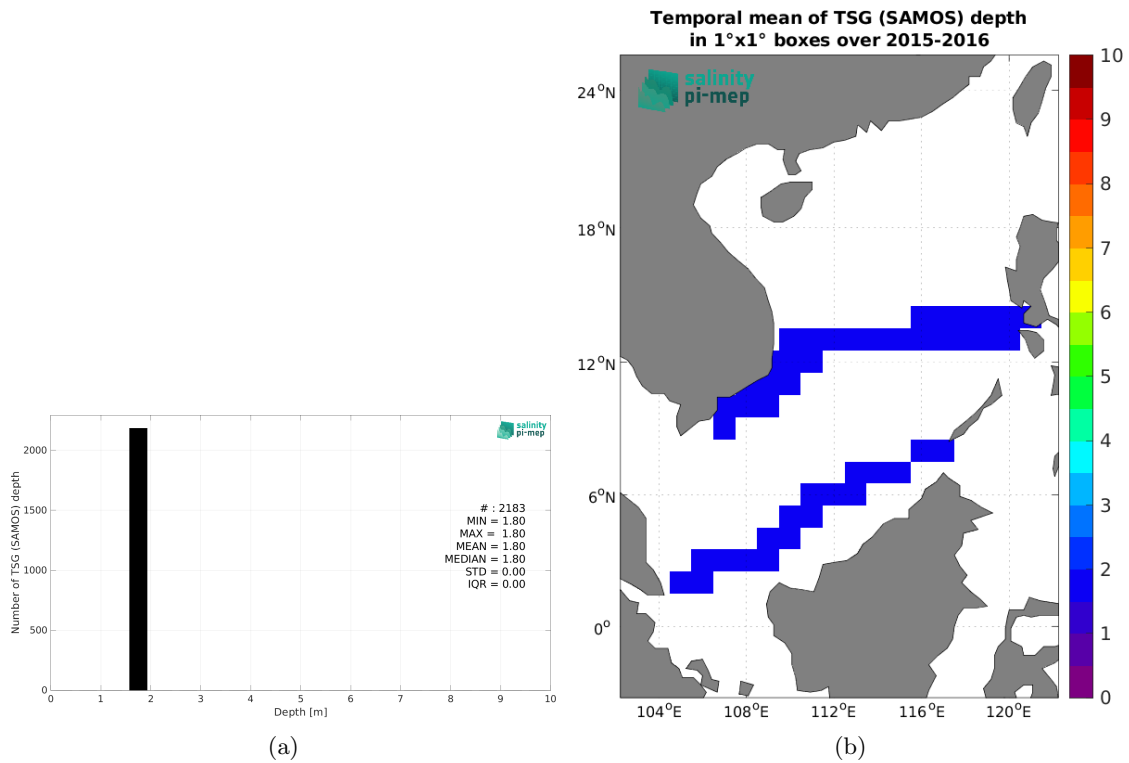 Number of TSG (SAMOS) depth
2000
1500
1000
500
0
0 1 2 3 4 5 6 7 8 9 10
Depth [m]
salinity
pi-mep
# : 2183
MIN = 1.80
MAX = 1.80
MEAN = 1.80
MEDIAN = 1.80
STD = 0.00
IQR = 0.00
(a)
Temporal mean of TSG (SAMOS) depth
in 1°x1° boxes over 2015-2016
salinity
pi-mep
24°N
18°N
12°N
6°N
0°
104°E 108°E 112°E 116°E 120°E
10
9
8
7
6
5
4
3
2
1
0
(b)